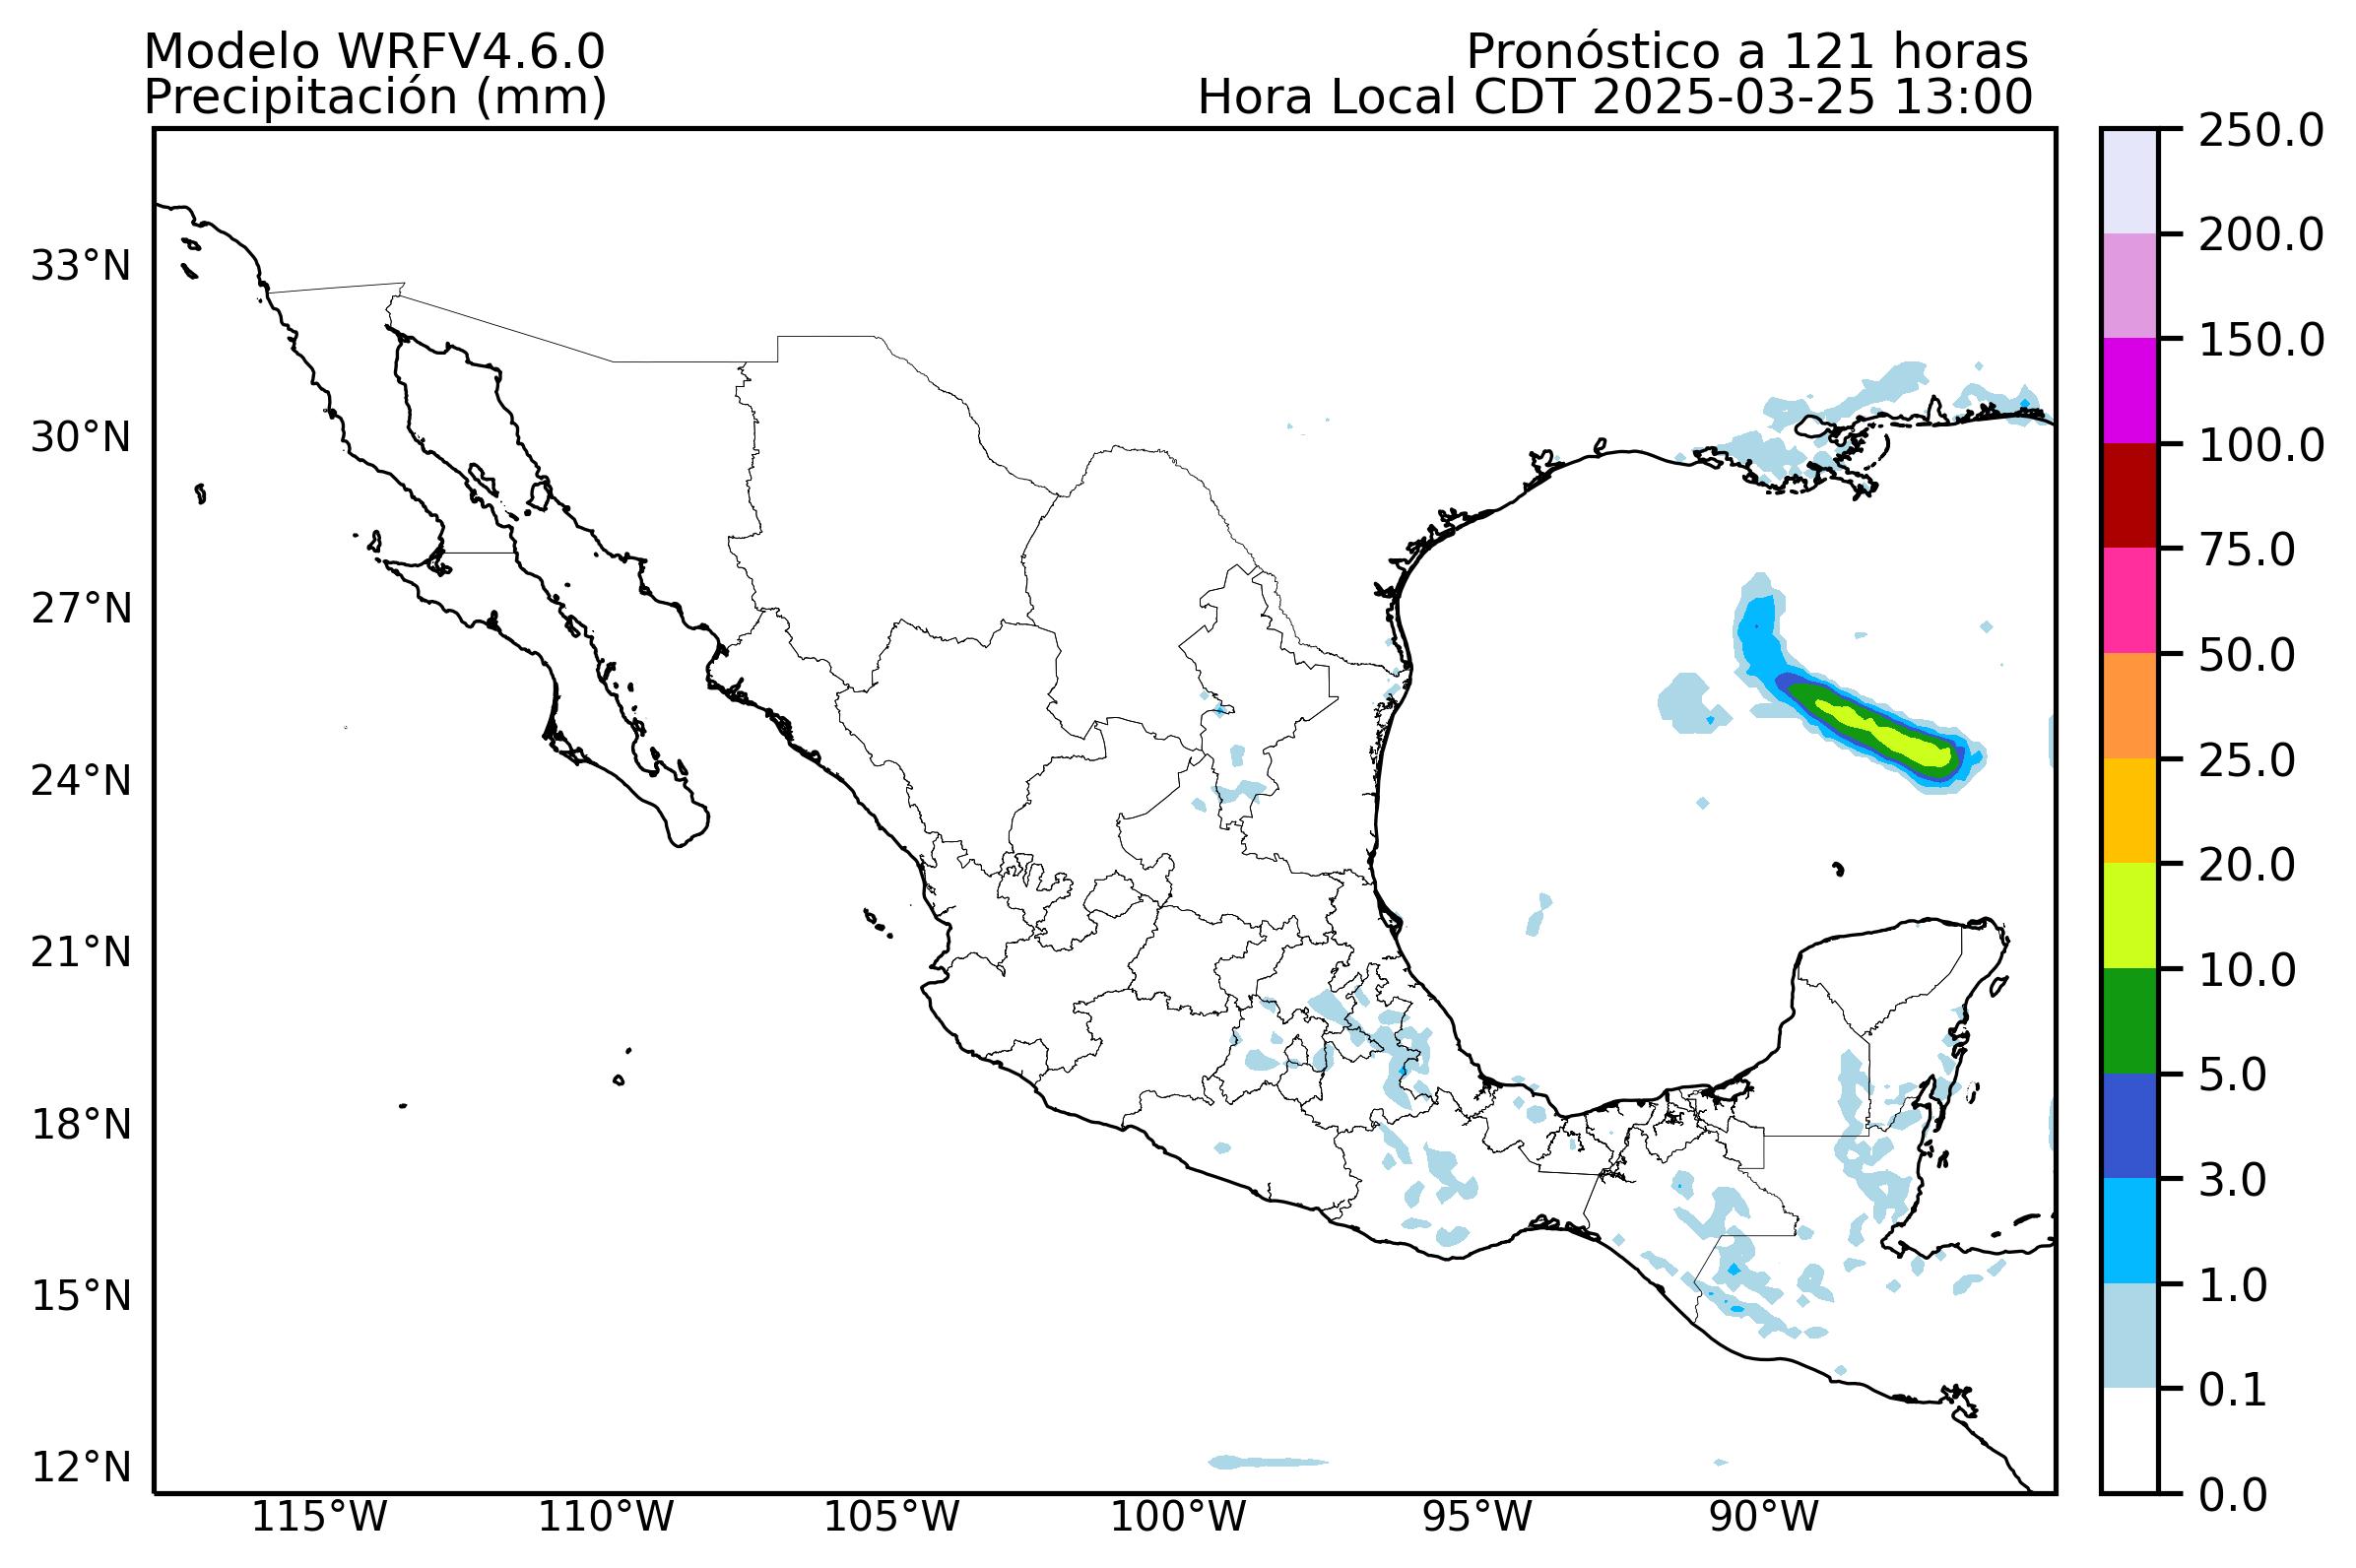 Modelo WRFV4.6.0
Precipitación (mm)
Pronóstico a 121 horas
Hora Local CDT 2025-03-25 13:00
33°N
30°N
27°N
24°N
21°N
18°N
15°N
12°N
115°W
110°W
105°W
100°W
95°W
90°W
250.0
200.0
150.0
100.0
75.0
50.0
25.0
20.0
10.0
5.0
3.0
1.0
0.1
0.0